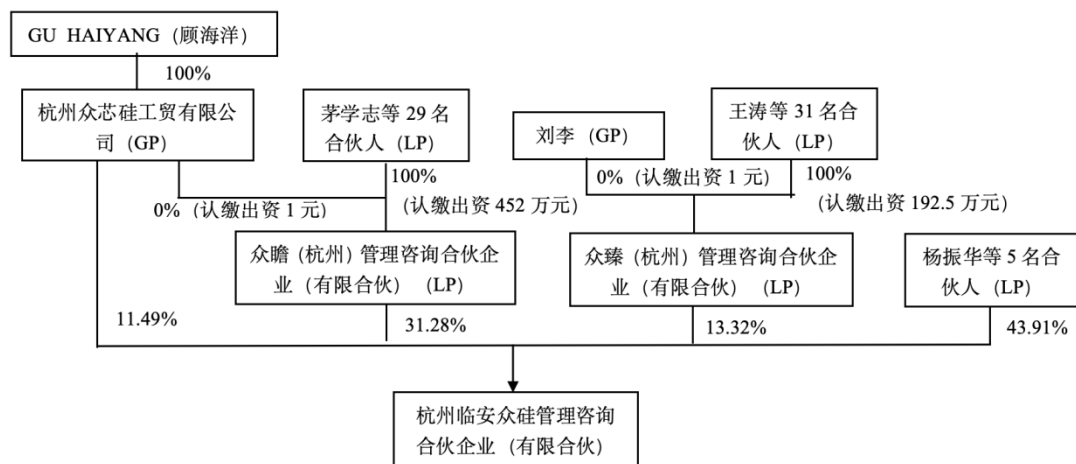 GU HAIYANG（顾海洋）
100%
杭州众芯硅工贸有限公
司（GP）
茅学志等 29 名
合伙人（LP）
刘李（GP）
王涛等 31 名合
伙人（LP）
0%（认缴出资 1 元）
100%
（认缴出资 452 万元）
0%（认缴出资 1 元）
100%
（认缴出资 192.5 万元）
众瞻（杭州）管理咨询合伙企
业（有限合伙）（LP）
众臻（杭州）管理咨询合伙企
业（有限合伙）（LP）
杨振华等 5 名合
伙人（LP）
11.49%
31.28%
13.32%
43.91%
杭州临安众硅管理咨询
合伙企业（有限合伙）